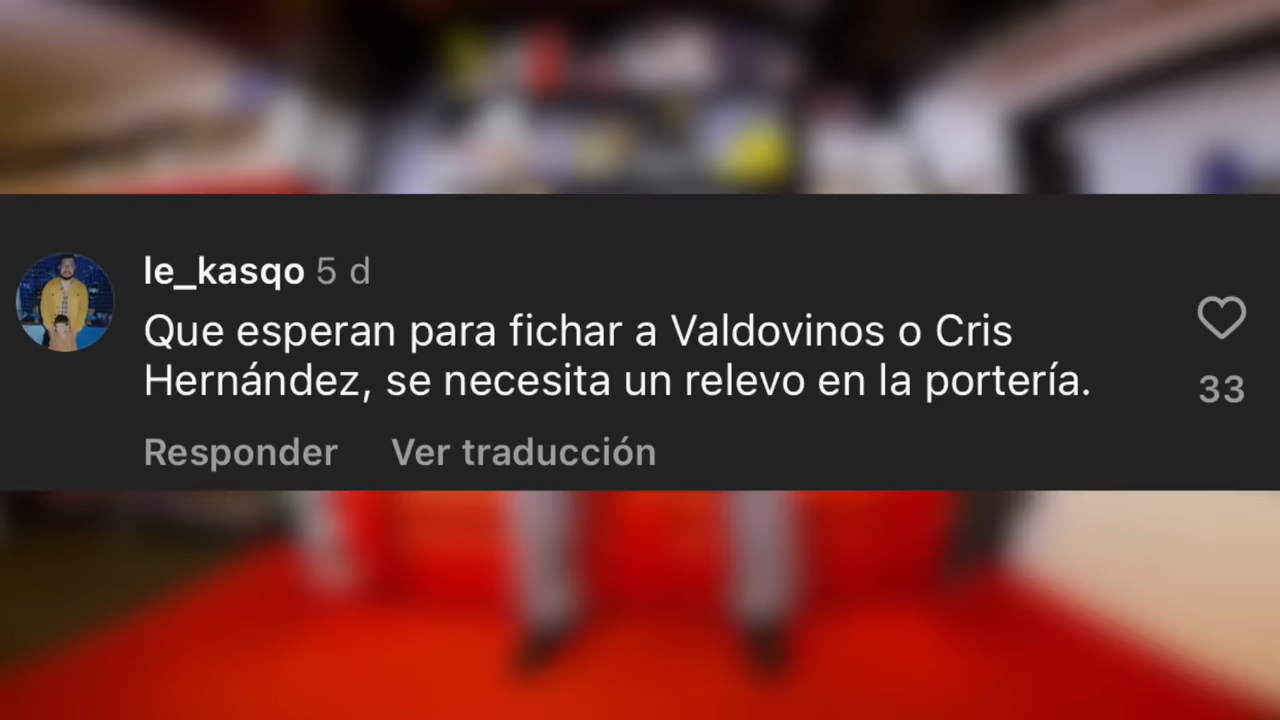 le_kasqo 5 d
Que esperan para fichar a Valdovinos o Cris
Hernández, se necesita un relevo en la portería.
33
Responder Ver traducción